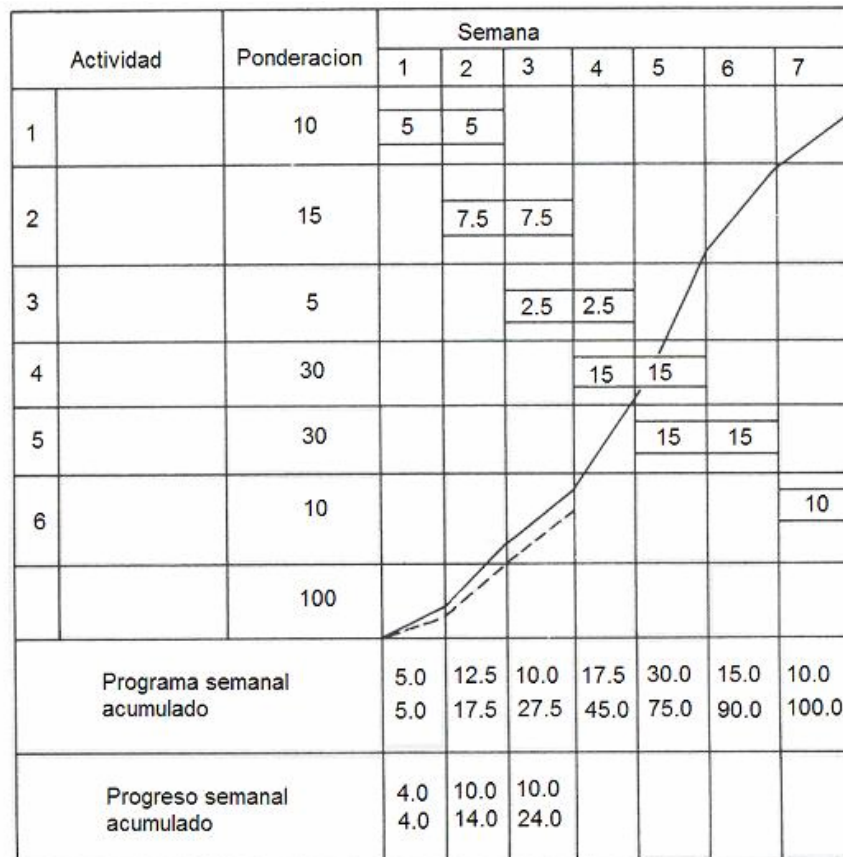 Actividad Ponderacion Semana
1 2 3 4 5 6 7
1 10 5 5
2 15 7.5 7.5
3 5 2.5 2.5
4 30 15 15
5 30 15 15
6 10 10
100
Programa semanal 5.0 12.5 10.0 17.5 30.0 15.0 10.0
acumulado 5.0 17.5 27.5 45.0 75.0 90.0 100.0
Progreso semanal 4.0 10.0 10.0
acumulado 4.0 14.0 24.0